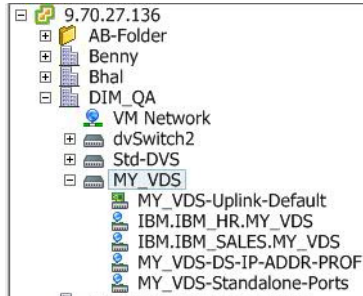 9.70.27.136
AB-Folder
Benny
Bhal
DIM_QA
VM Network
dvSwitch2
Std-DVS
MY_VDS
MY_VDS-Uplink-Default
IBM.IBM_HR.MY_VDS
IBM.IBM_SALES.MY_VDS
MY_VDS-DS-IP-ADDR-PROF
MY_VDS-Standalone-Ports